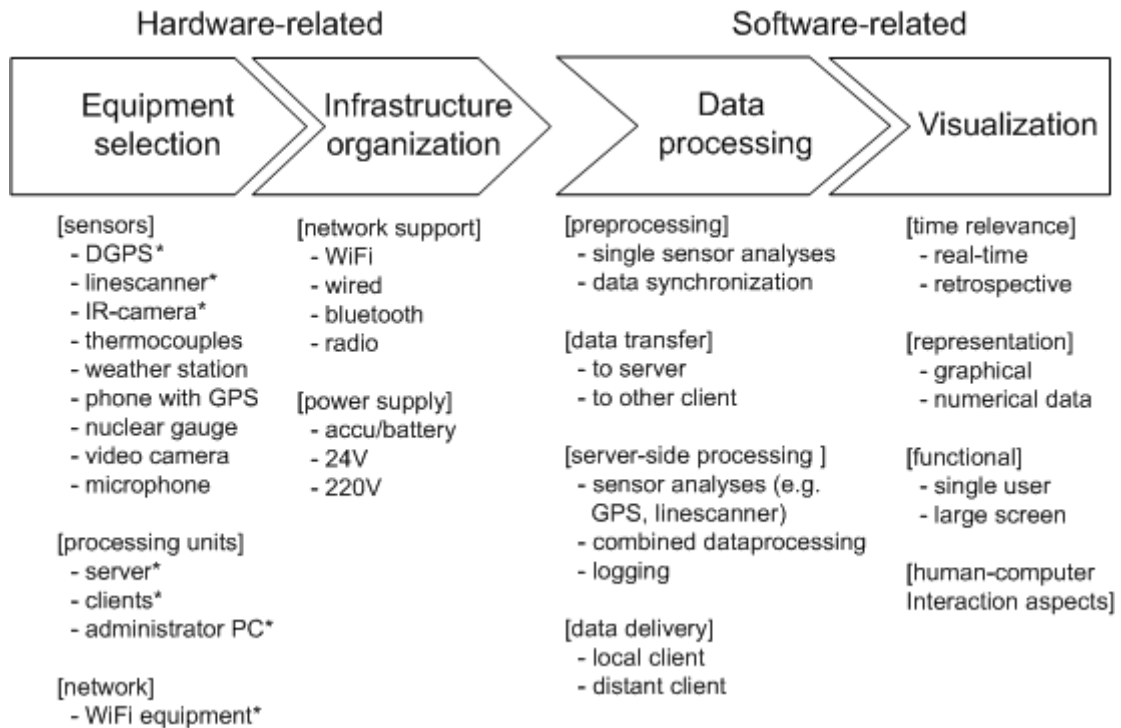 Hardware-related
Software-related
Equipment
selection
Infrastructure
organization
Data
processing
Visualization
[sensors]
- DGPS*
- linescanner*
- IR-camera*
- thermocouples
- weather station
- phone with GPS
- nuclear gauge
- video camera
- microphone
[processing units]
- server*
- clients*
- administrator PC*
[network]
- WiFi equipment*
[network support]
- WiFi
- wired
- bluetooth
- radio
[power supply]
- accu/battery
- 24V
- 220V
[preprocessing]
- single sensor analyses
- data synchronization
[data transfer]
- to server
- to other client
[server-side processing ]
- sensor analyses (e.g.
GPS, linescanner)
- combined dataprocessing
- logging
[data delivery]
- local client
- distant client
[time relevance]
- real-time
- retrospective
[representation]
- graphical
- numerical data
[functional]
- single user
- large screen
[human-computer
Interaction aspects]